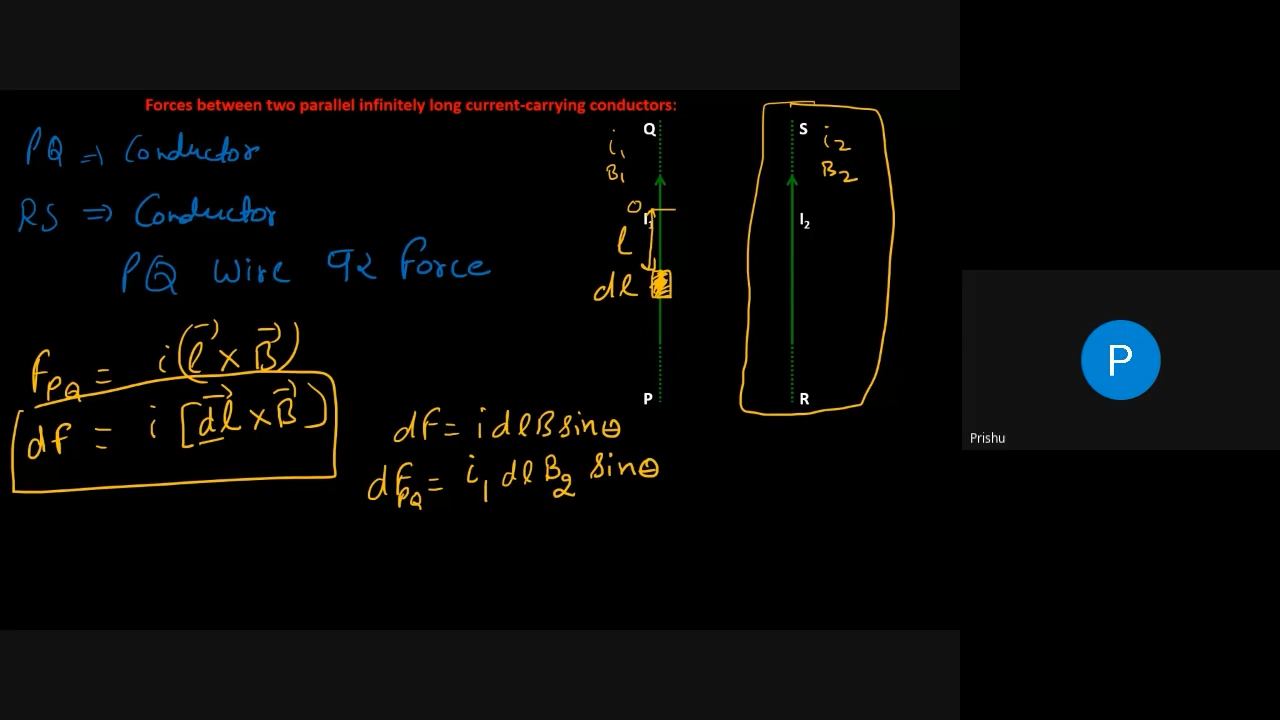 Forces between two parallel infinitely long current-carrying conductors:
PQ => Conductor
RS => Conductor
PQ wire पर force
F_PQ = i(l⃗ × B⃗)
dF = i [dl⃗ × B⃗]
dF = i dl B sinθ
dF_PQ = i₁ dl B₂ sinθ
Q
i₁
B₁
O
I₁
l
dl
P
S
i₂
B₂
I₂
R
P
Prishu